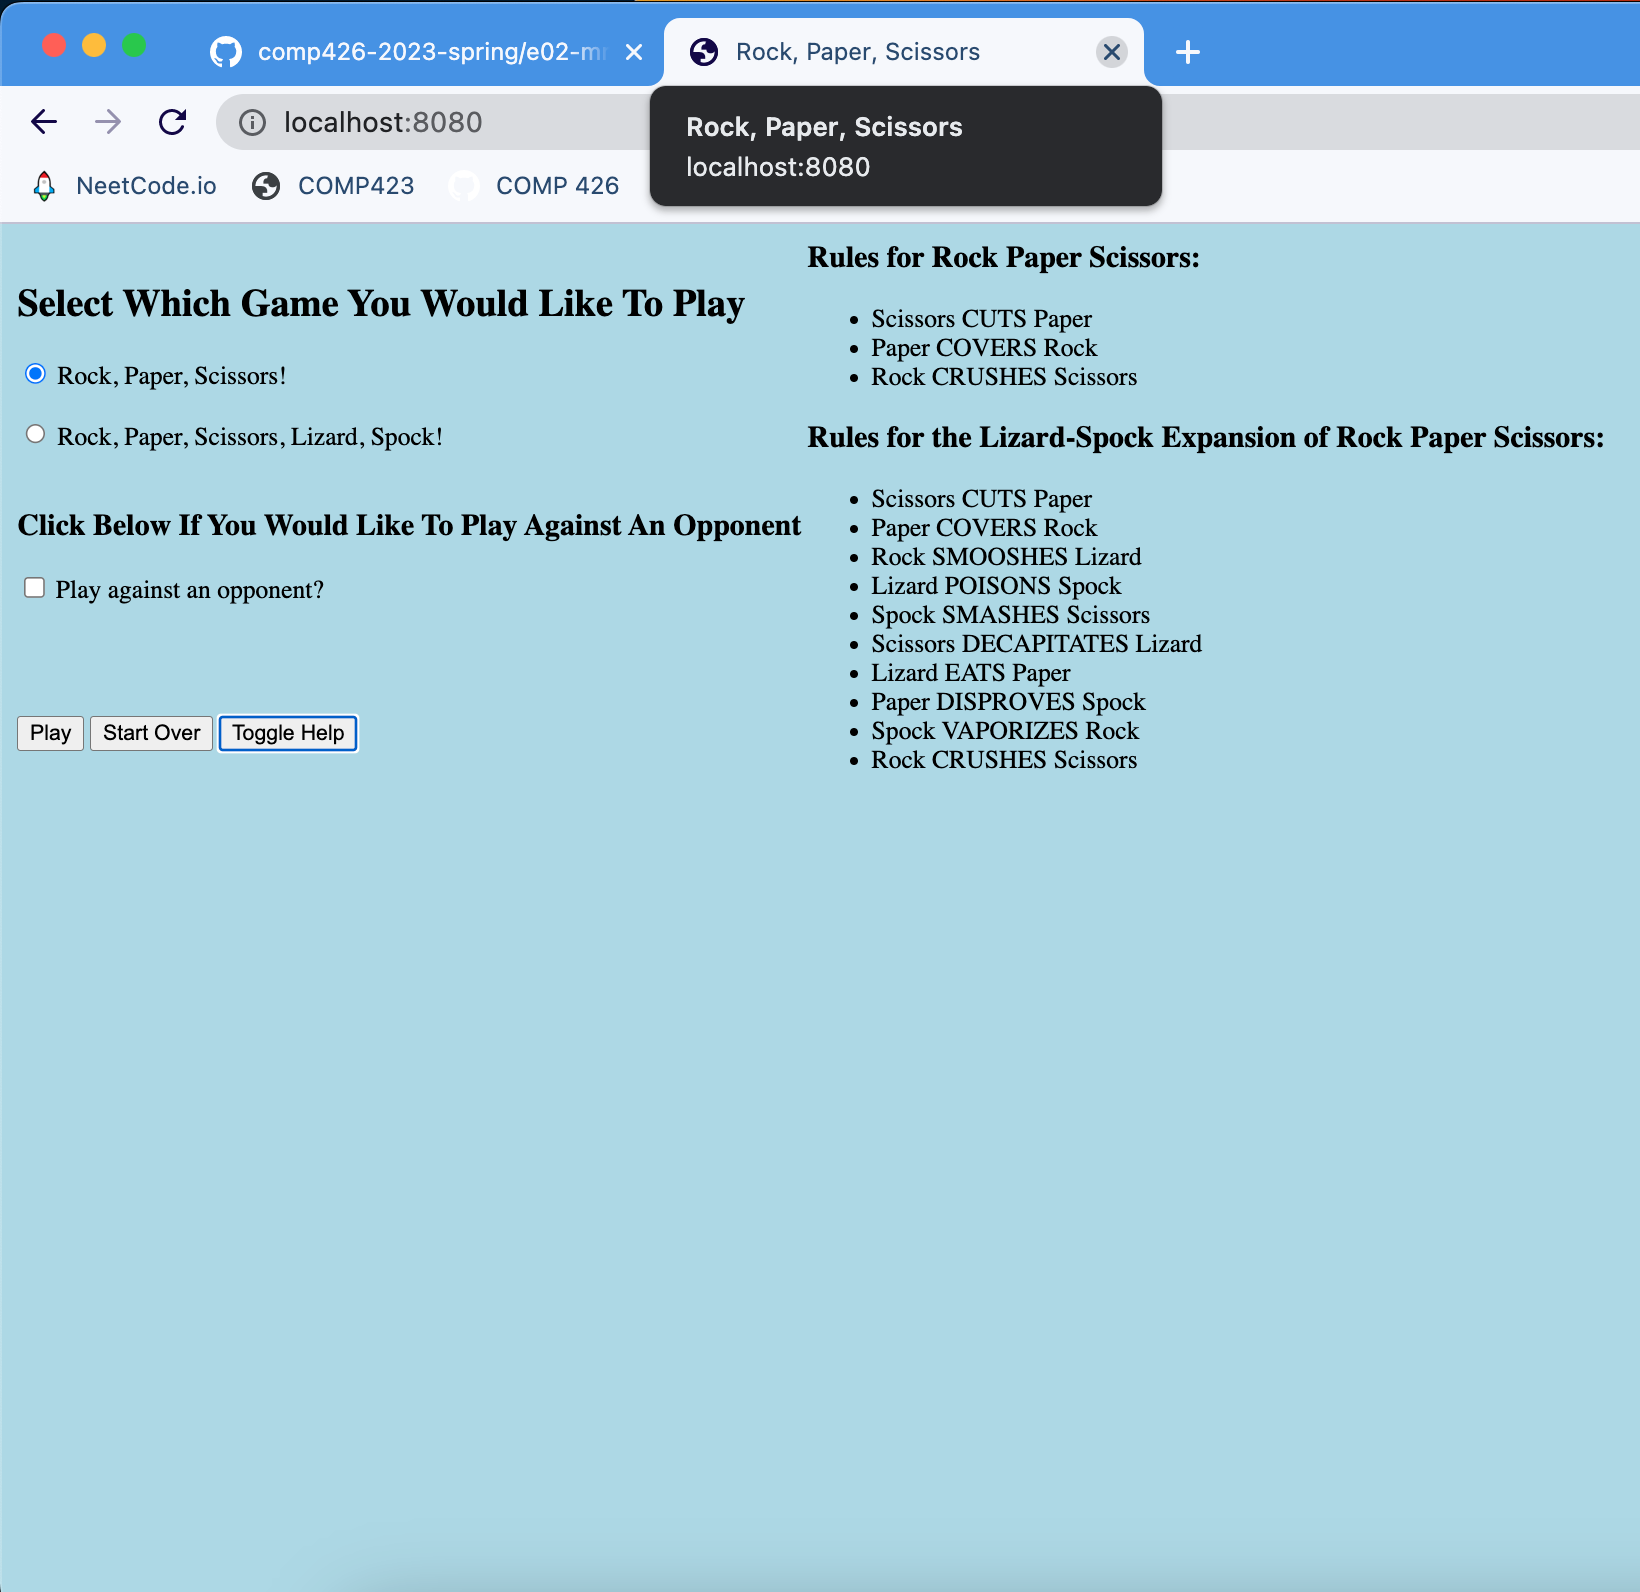 comp426-2023-spring/e02-m
Rock, Paper, Scissors
localhost:8080
Rock, Paper, Scissors
localhost:8080
NeetCode.io
COMP423
COMP 426
Select Which Game You Would Like To Play
Rock, Paper, Scissors!
Rock, Paper, Scissors, Lizard, Spock!
Click Below If You Would Like To Play Against An Opponent
Play against an opponent?
Play
Start Over
Toggle Help
Rules for Rock Paper Scissors:
• Scissors CUTS Paper
• Paper COVERS Rock
• Rock CRUSHES Scissors
Rules for the Lizard-Spock Expansion of Rock Paper Scissors:
• Scissors CUTS Paper
• Paper COVERS Rock
• Rock SMOOSHES Lizard
• Lizard POISONS Spock
• Spock SMASHES Scissors
• Scissors DECAPITATES Lizard
• Lizard EATS Paper
• Paper DISPROVES Spock
• Spock VAPORIZES Rock
• Rock CRUSHES Scissors